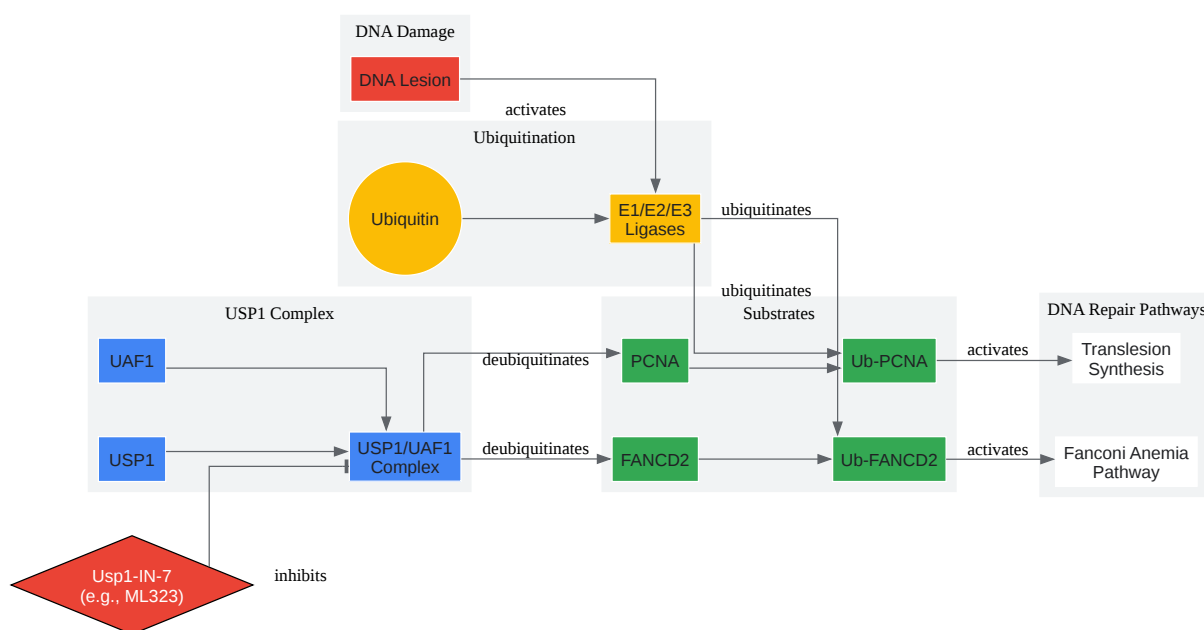 DNA Damage
DNA Lesion
activates
Ubiquitination
Ubiquitin
E1/E2/E3
Ligases
ubiquitinates
ubiquitinates
USP1 Complex
Substrates
DNA Repair Pathways
UAF1
deubiquitinates
PCNA
Ub-PCNA
activates
Translesion
Synthesis
USP1
USP1/UAF1
Complex
deubiquitinates
FANCD2
Ub-FANCD2
activates
Fanconi Anemia
Pathway
Usp1-IN-7
(e.g., ML323)
inhibits